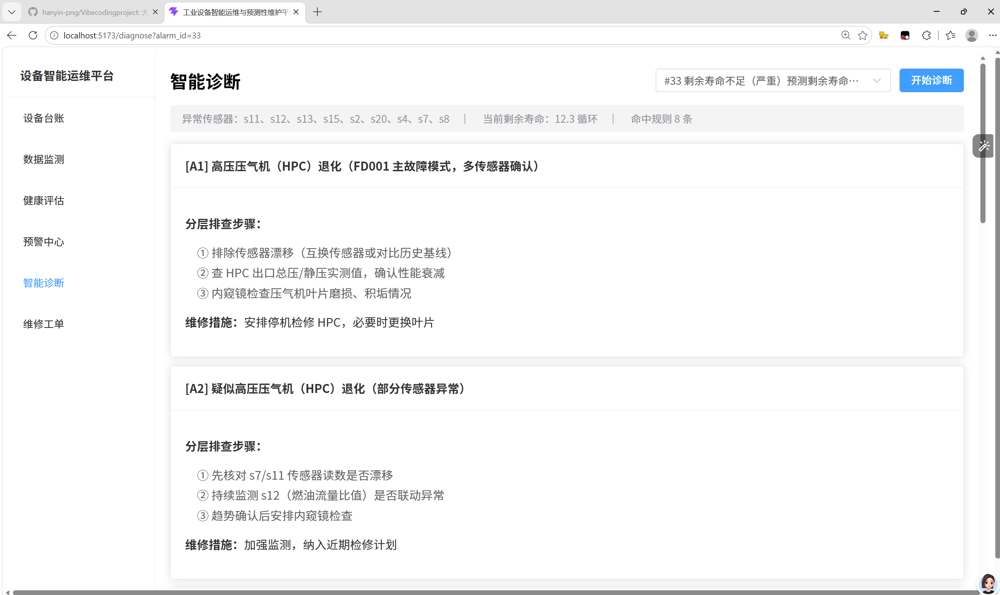 hanyin-png/Vibecodingproject: 大
工业设备智能运维与预测性维护平
localhost:5173/diagnose?alarm_id=33
设备智能运维平台
设备台账
数据监测
健康评估
预警中心
智能诊断
维修工单
智能诊断
#33 剩余寿命不足（严重）预测剩余寿命…
开始诊断
异常传感器：s11、s12、s13、s15、s2、s20、s4、s7、s8 | 当前剩余寿命：12.3 循环 | 命中规则 8 条
[A1] 高压压气机（HPC）退化（FD001 主故障模式，多传感器确认）
分层排查步骤：
① 排除传感器漂移（互换传感器或对比历史基线）
② 查 HPC 出口总压/静压实测值，确认性能衰减
③ 内窥镜检查压气机叶片磨损、积垢情况
维修措施：安排停机检修 HPC，必要时更换叶片
[A2] 疑似高压压气机（HPC）退化（部分传感器异常）
分层排查步骤：
① 先核对 s7/s11 传感器读数是否漂移
② 持续监测 s12（燃油流量比值）是否联动异常
③ 趋势确认后安排内窥镜检查
维修措施：加强监测，纳入近期检修计划